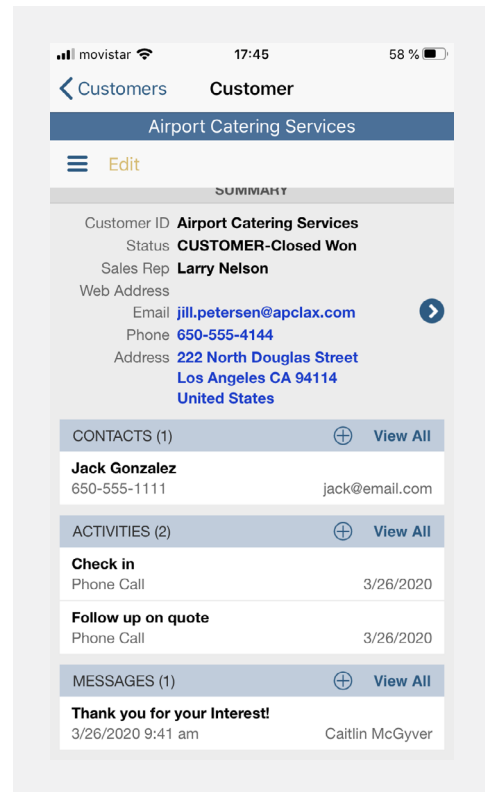 movistar 17:45 58 %
Customers Customer
Airport Catering Services
Edit
SUMMARY
Customer ID Airport Catering Services
Status CUSTOMER-Closed Won
Sales Rep Larry Nelson
Web Address
Email jill.petersen@apclax.com
Phone 650-555-4144
Address 222 North Douglas Street
Los Angeles CA 94114
United States
CONTACTS (1) View All
Jack Gonzalez
650-555-1111 jack@email.com
ACTIVITIES (2) View All
Check in
Phone Call 3/26/2020
Follow up on quote
Phone Call 3/26/2020
MESSAGES (1) View All
Thank you for your Interest!
3/26/2020 9:41 am Caitlin McGyver